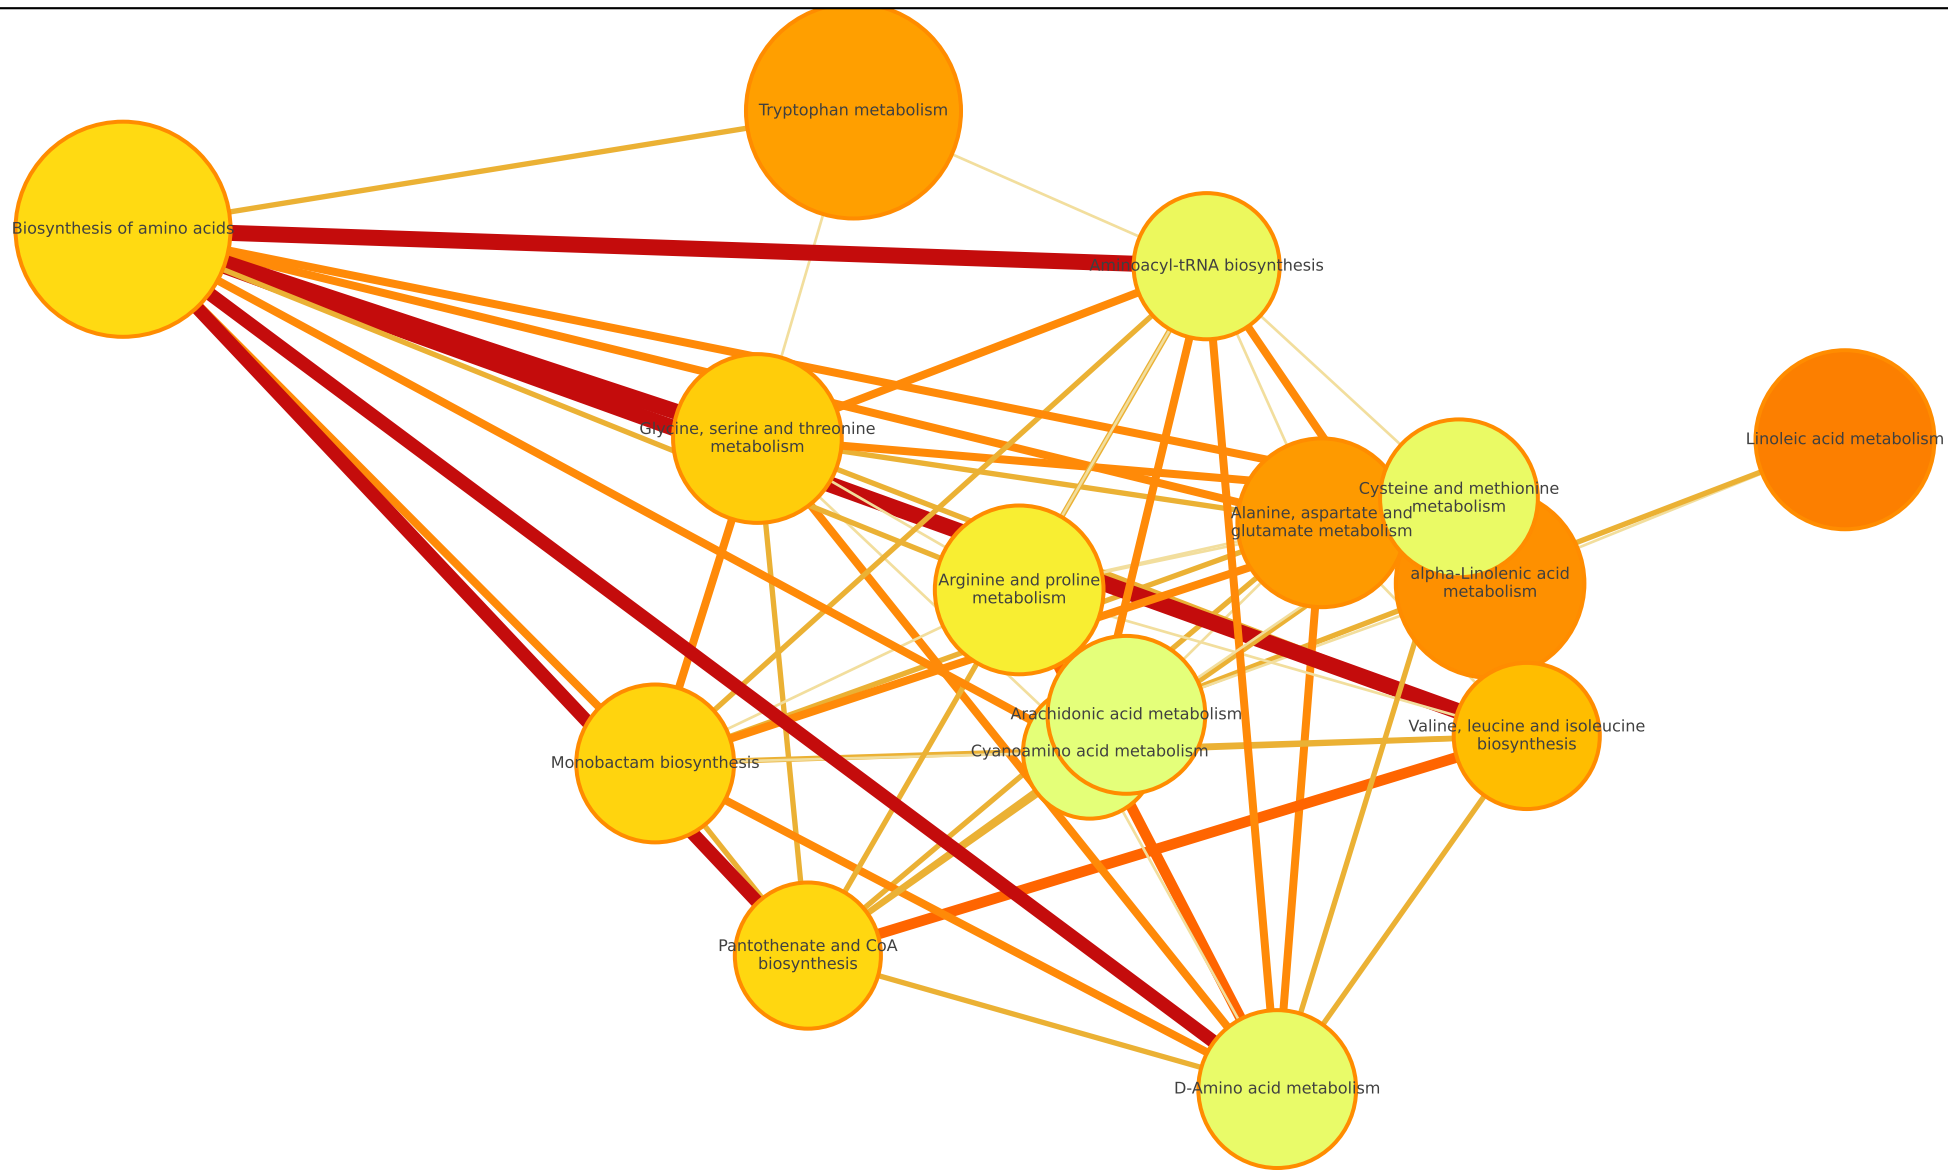 Tryptophan metabolism
Biosynthesis of amino acids
Aminoacyl-tRNA biosynthesis
Glycine, serine and threonine
metabolism
Linoleic acid metabolism
Cysteine and methionine
metabolism
Alanine, aspartate and
glutamate metabolism
alpha-Linolenic acid
metabolism
Arginine and proline
metabolism
Arachidonic acid metabolism
Valine, leucine and isoleucine
biosynthesis
Cyanoamino acid metabolism
Monobactam biosynthesis
Pantothenate and CoA
biosynthesis
D-Amino acid metabolism